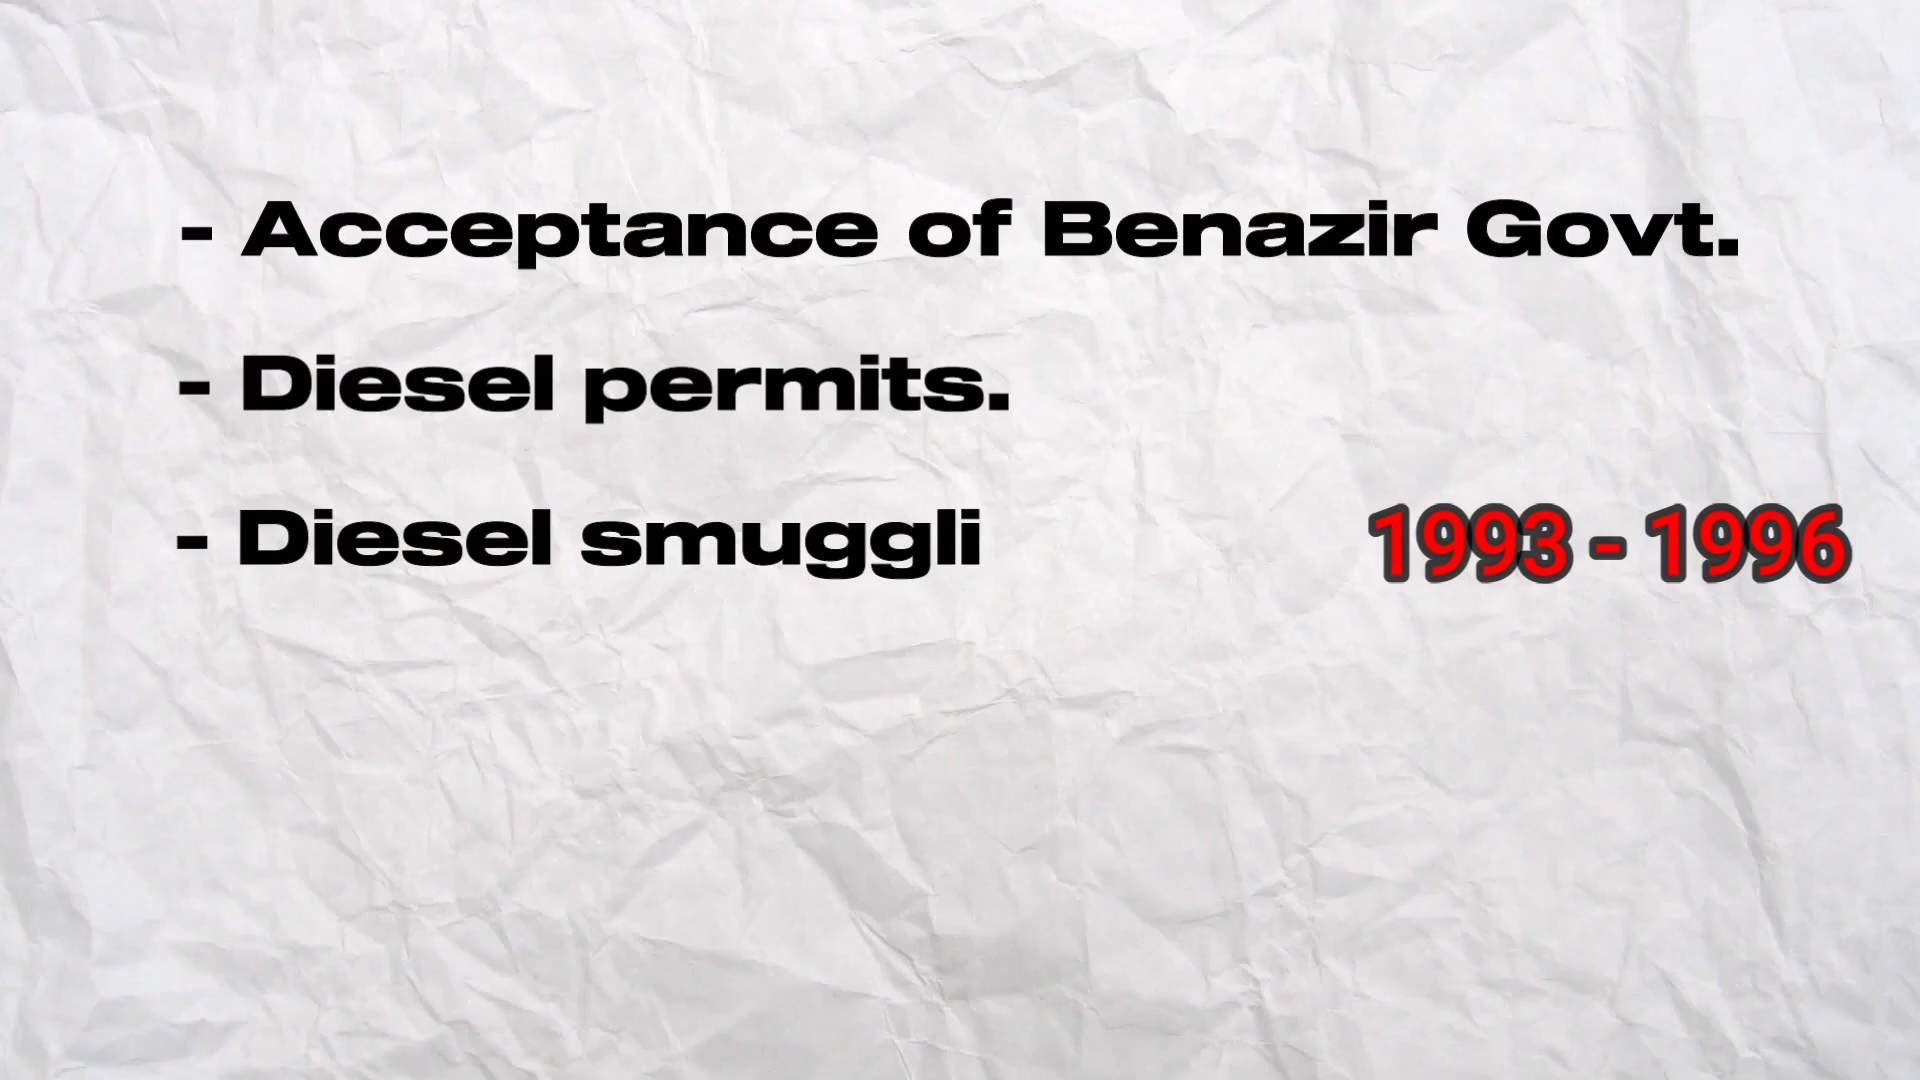 - Acceptance of Benazir Govt.
- Diesel permits.
- Diesel smuggli
1993 - 1996